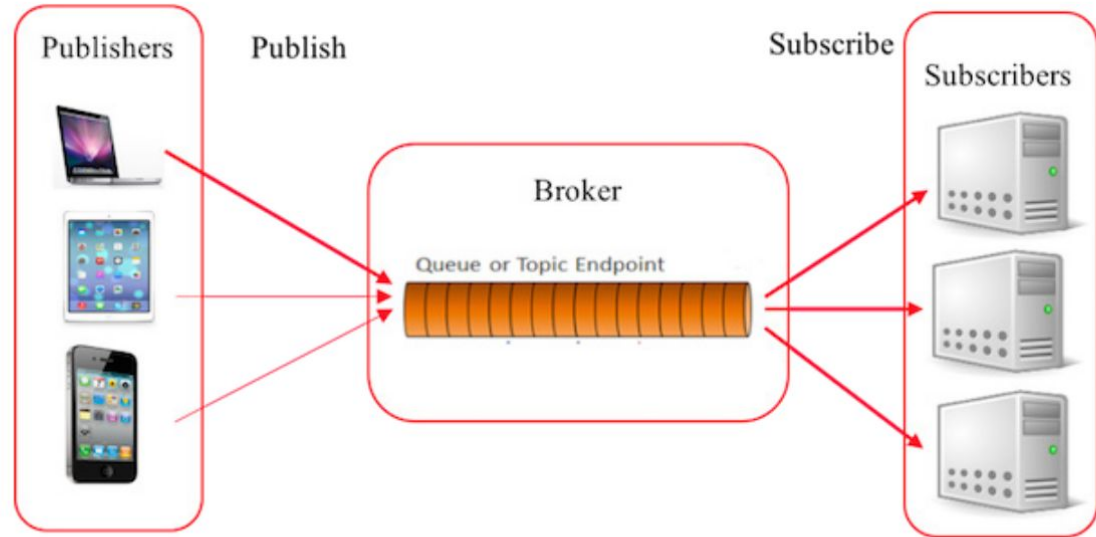 Publishers
Publish
Subscribe
Subscribers
Broker
Queue or Topic Endpoint